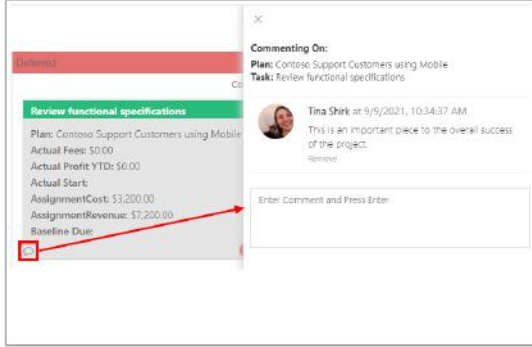 Deferred
Co
Review functional specifications
Plan: Contoso Support Customers using Mobile
Actual Fees: $0.00
Actual Profit YTD: $0.00
Actual Start:
AssignmentCost: $3,200.00
AssignmentRevenue: $7,200.00
Baseline Due:
Commenting On:
Plan: Contoso Support Customers using Mobile
Task: Review functional specifications
Tina Shirk at 9/9/2021, 10:34:37 AM
This is an important piece to the overall success
of the project.
Remove
Enter Comment and Press Enter